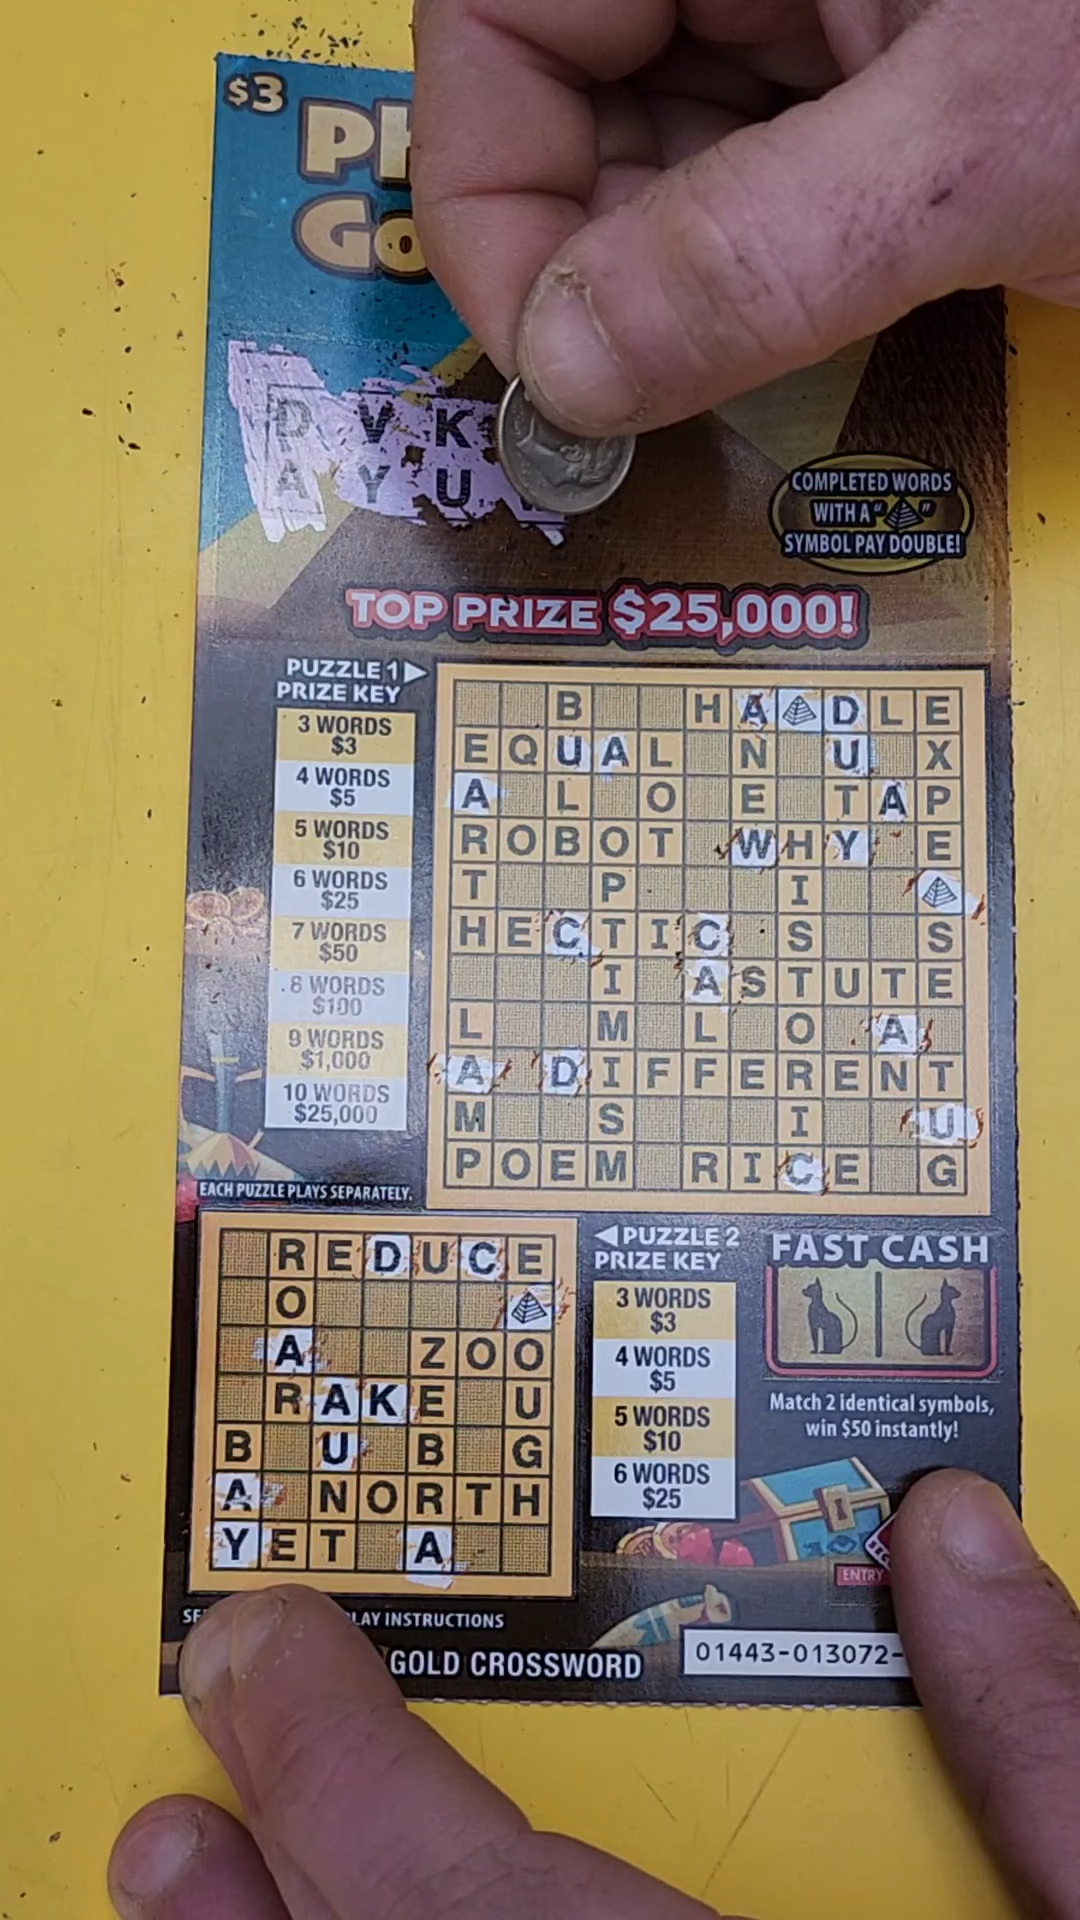 $3
PH
GO
D V K
A Y U
COMPLETED WORDS
WITH A " "
SYMBOL PAY DOUBLE!
TOP PRIZE $25,000!
PUZZLE 1
PRIZE KEY
3 WORDS
$3
4 WORDS
$5
5 WORDS
$10
6 WORDS
$25
7 WORDS
$50
8 WORDS
$100
9 WORDS
$1,000
10 WORDS
$25,000
EACH PUZZLE PLAYS SEPARATELY.
B H A D L E
E Q U A L N U X
A L O E T A P
R O B O T W H Y E
T P I
H E C T I C S S
I A S T U T E
L M L O A
A D I F F E R E N T
M S I U
P O E M R I C E G
R E D U C E
O
A Z O O
R A K E U
B U B G
A N O R T H
Y E T A
PUZZLE 2
PRIZE KEY
3 WORDS
$3
4 WORDS
$5
5 WORDS
$10
6 WORDS
$25
FAST CASH
Match 2 identical symbols,
win $50 instantly!
ENTRY
LAY INSTRUCTIONS
GOLD CROSSWORD
01443-013072-